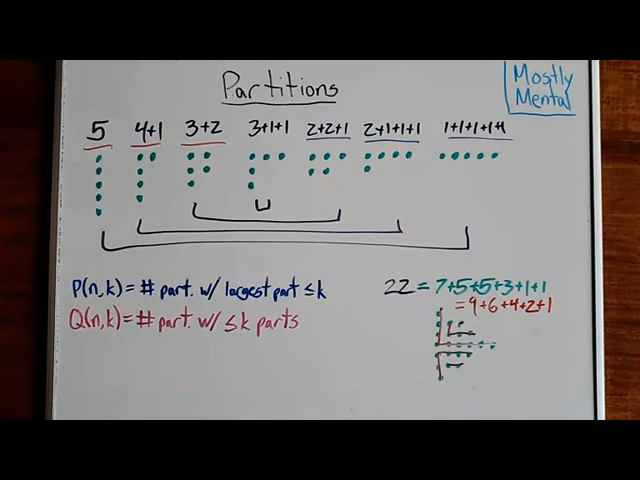 Partitions
Mostly
Mental
5 4+1 3+2 3+1+1 2+2+1 2+1+1+1 1+1+1+1+1
P(n,k) = # part. w/ largest part ≤ k
Q(n,k) = # part. w/ ≤ k parts
22 = 7+5+5+3+1+1
= 9+6+4+2+1